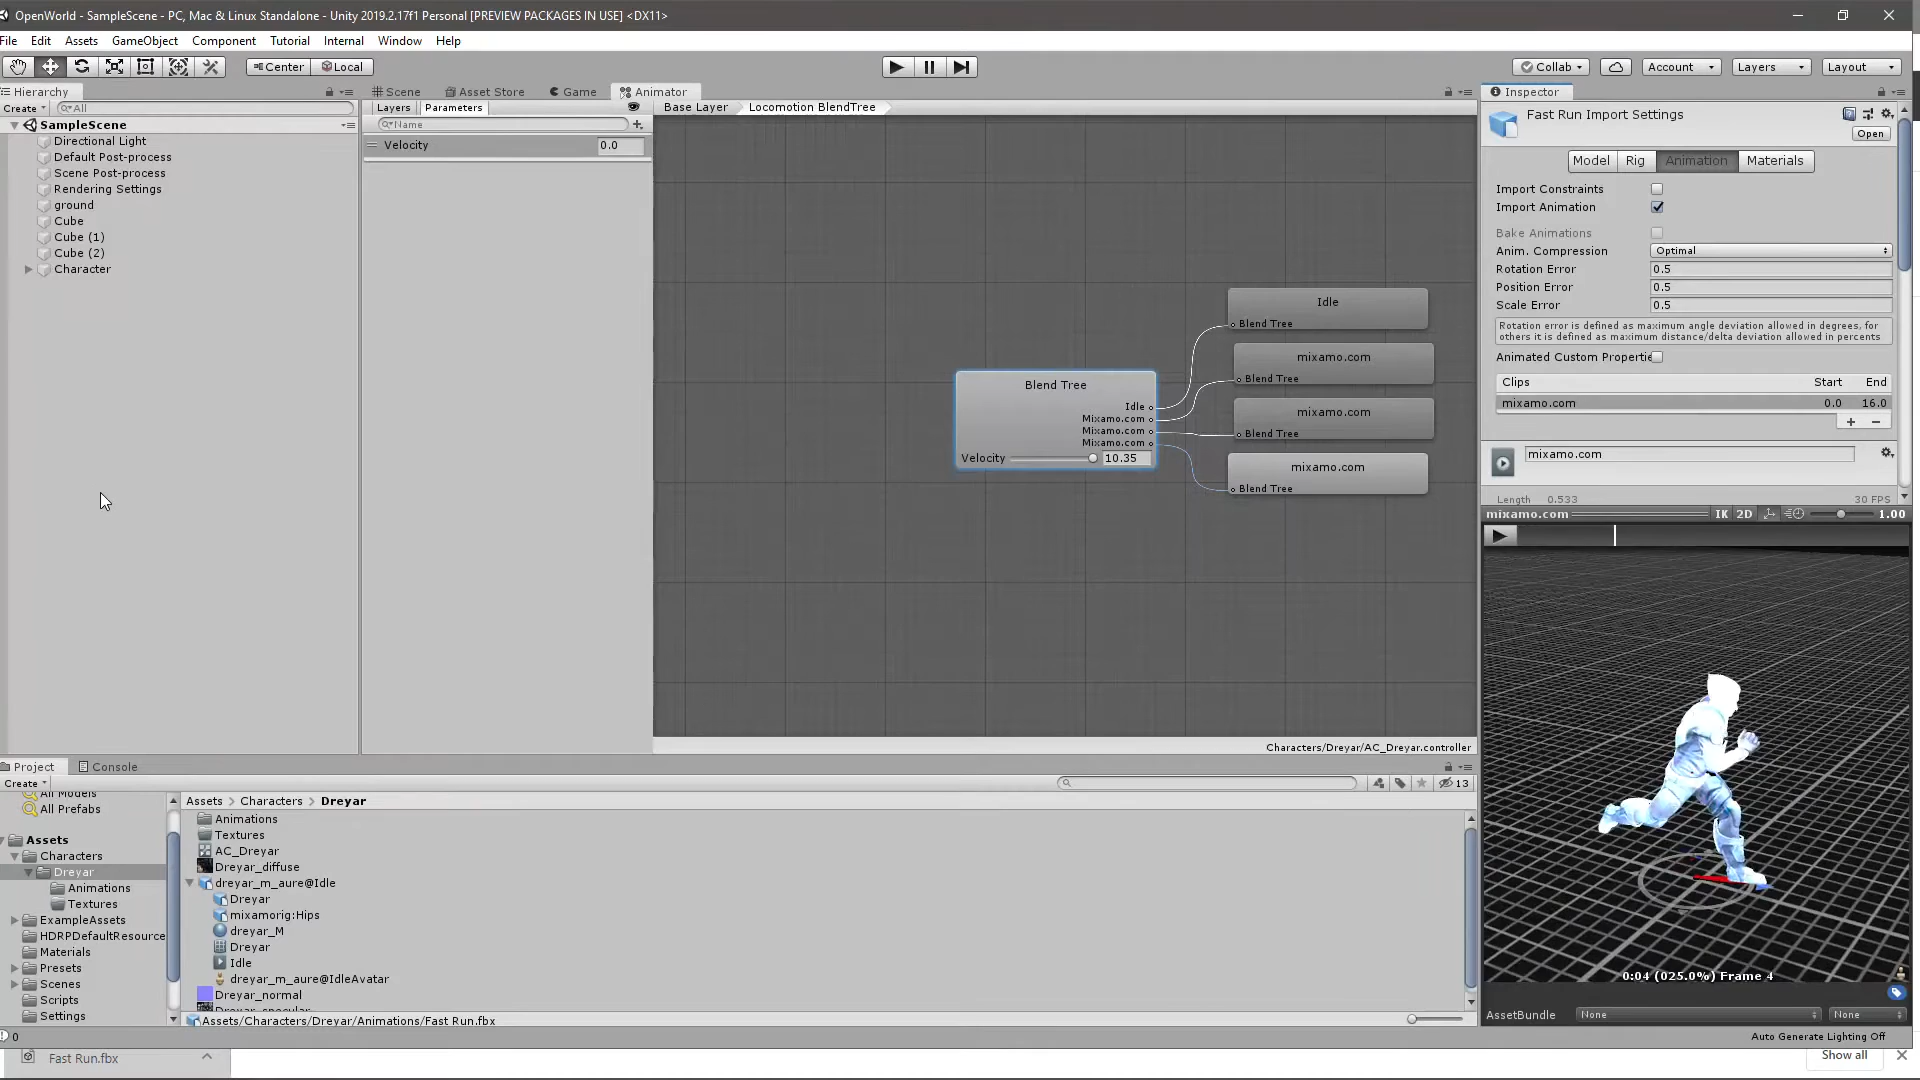 OpenWorld - SampleScene - PC, Mac & Linux Standalone - Unity 2019.2.17f1 Personal [PREVIEW PACKAGES IN USE] <DX11>
File Edit Assets GameObject Component Tutorial Internal Window Help
Center Local
Collab Account Layers Layout
Hierarchy
Create All
SampleScene
Directional Light
Default Post-process
Scene Post-process
Rendering Settings
ground
Cube
Cube (1)
Cube (2)
Character
Scene Asset Store Game Animator
Layers Parameters
Name
Velocity 0.0
Base Layer Locomotion BlendTree
Blend Tree
Idle
Mixamo.com
Mixamo.com
Mixamo.com
Velocity 10.35
Idle
Blend Tree
mixamo.com
Blend Tree
mixamo.com
Blend Tree
mixamo.com
Blend Tree
Characters/Dreyar/AC_Dreyar.controller
Inspector
Fast Run Import Settings
Open
Model Rig Animation Materials
Import Constraints
Import Animation
Bake Animations
Anim. Compression Optimal
Rotation Error 0.5
Position Error 0.5
Scale Error 0.5
Rotation error is defined as maximum angle deviation allowed in degrees, for
others it is defined as maximum distance/delta deviation allowed in percents
Animated Custom Propertie
Clips Start End
mixamo.com 0.0 16.0
mixamo.com
Length 0.533 30 FPS
mixamo.com IK 2D 1.00
0:04 (025.0%) Frame 4
AssetBundle None None
Auto Generate Lighting Off
Project Console
Create
13
All Models
All Prefabs
Assets
Characters
Dreyar
Animations
Textures
ExampleAssets
HDRPDefaultResource
Materials
Presets
Scenes
Scripts
Settings
Assets > Characters > Dreyar
Animations
Textures
AC_Dreyar
Dreyar_diffuse
dreyar_m_aure@Idle
Dreyar
mixamorig:Hips
dreyar_M
Dreyar
Idle
dreyar_m_aure@IdleAvatar
Dreyar_normal
Dreyar_specular
Assets/Characters/Dreyar/Animations/Fast Run.fbx
0
Fast Run.fbx
Show all